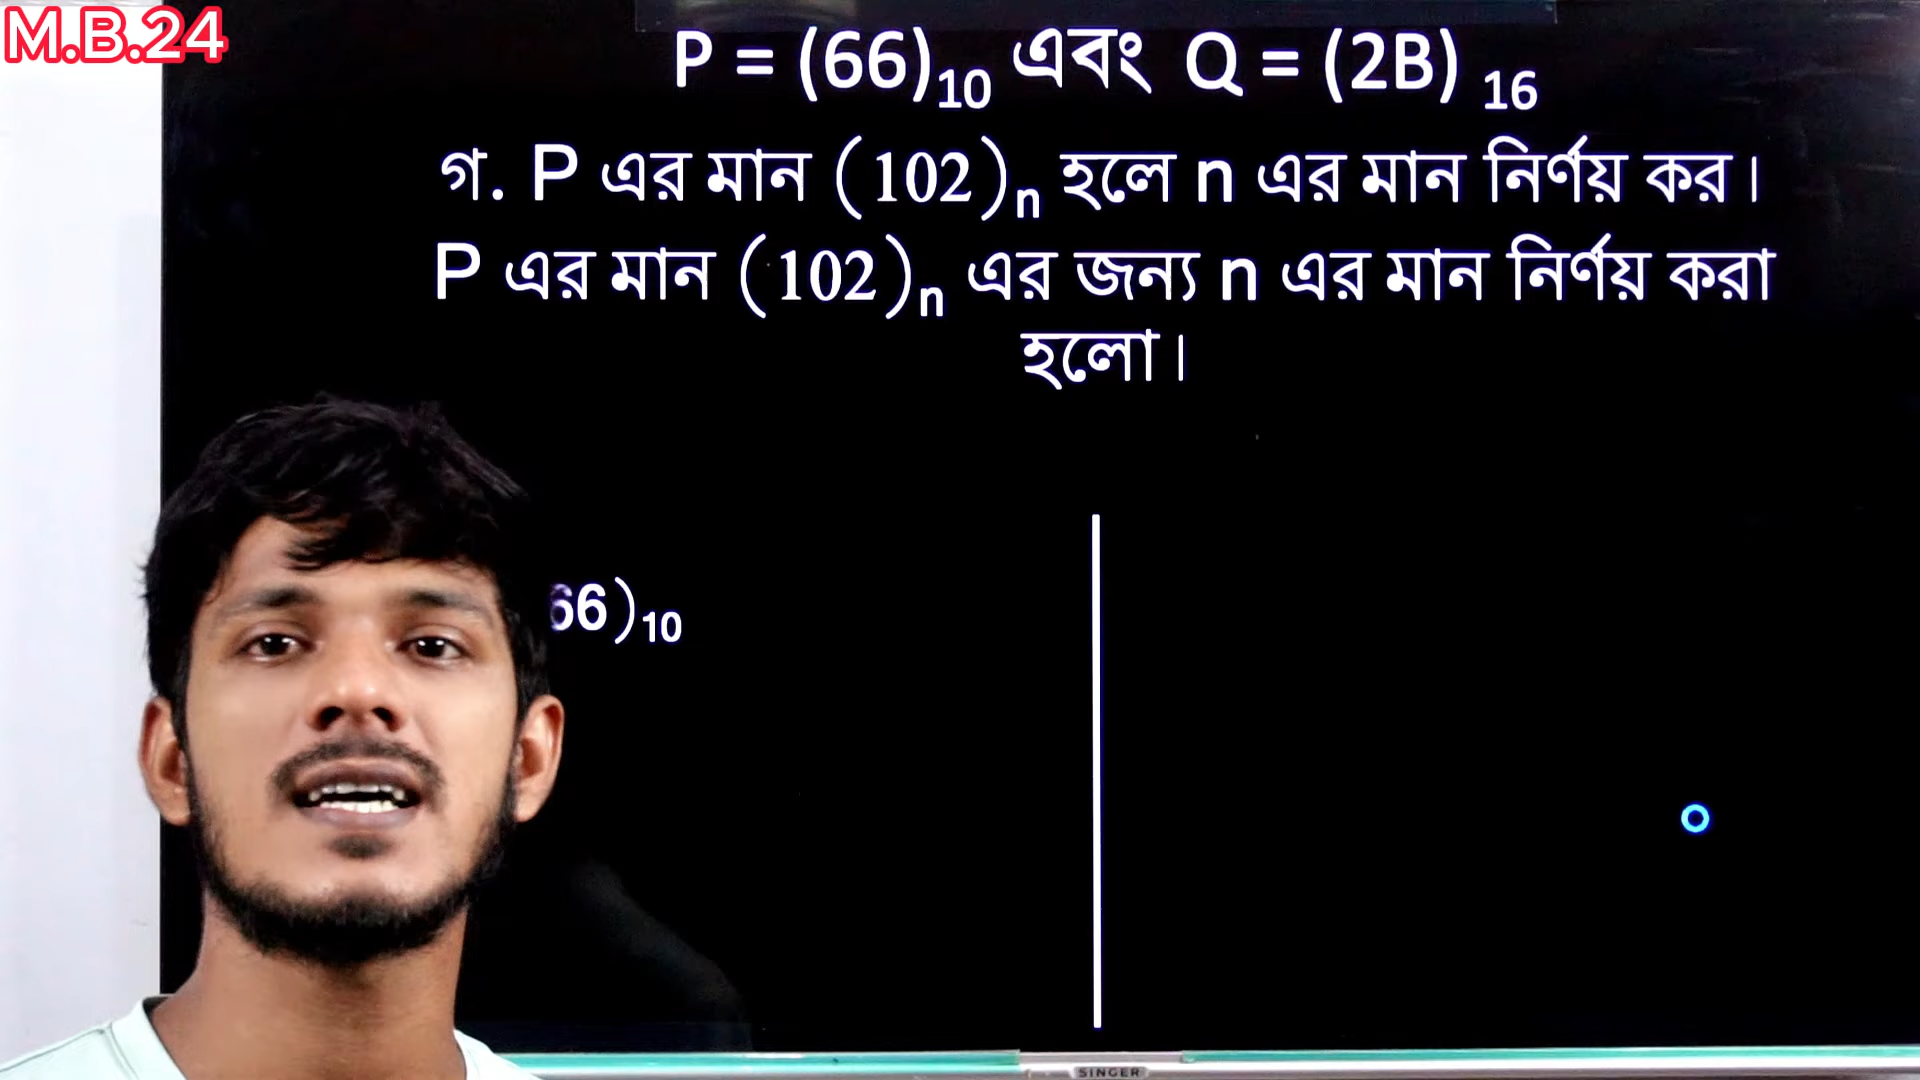 M.B.24
P = (66)10 এবং Q = (2B) 16
গ. P এর মান (102)n হলে n এর মান নির্ণয় কর।
P এর মান (102)n এর জন্য n এর মান নির্ণয় করা
হলো।
66)10
SINGER